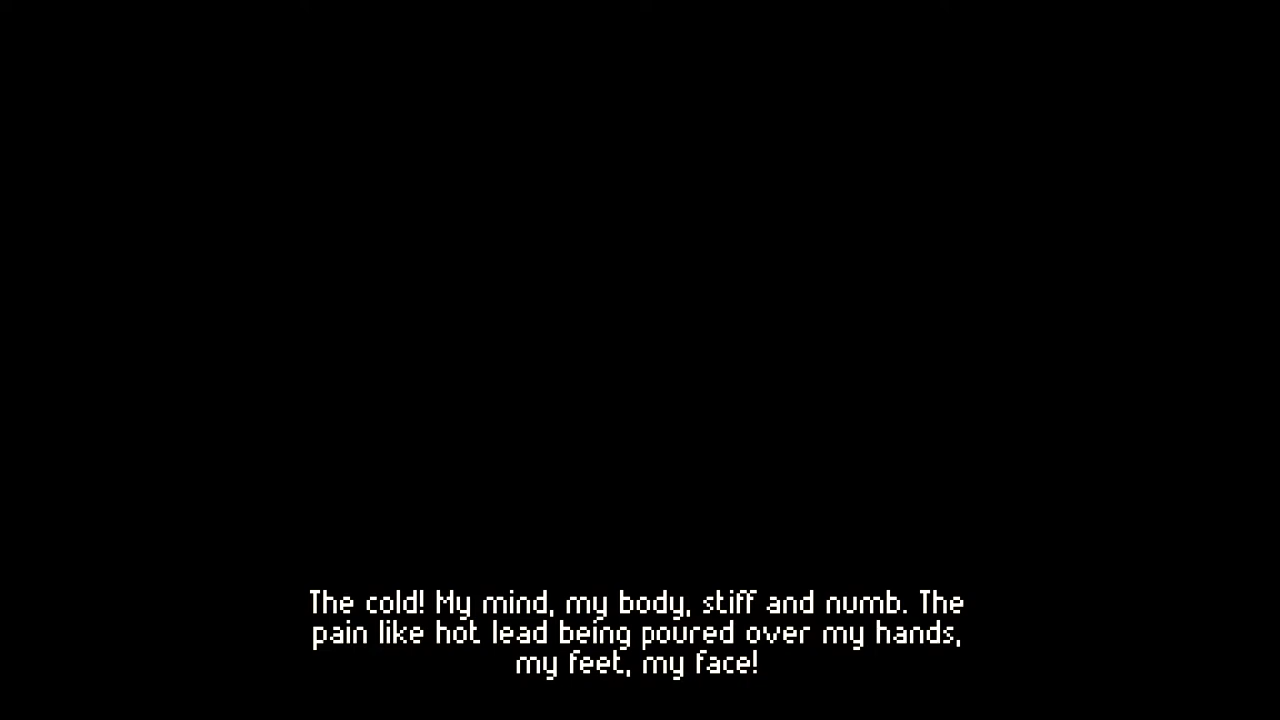 The cold! My mind, my body, stiff and numb. The
pain like hot lead being poured over my hands,
my feet, my face!